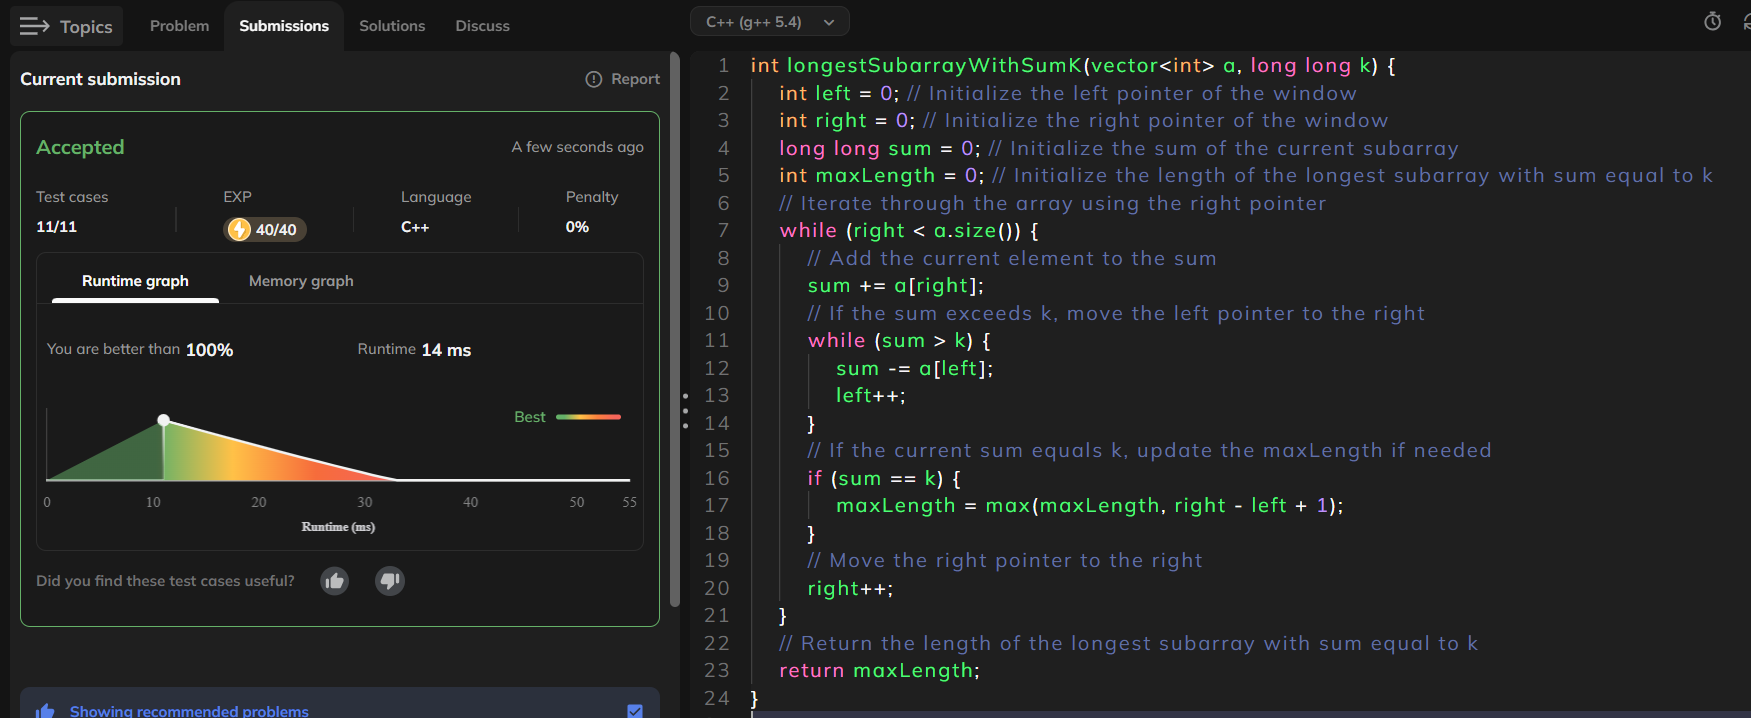 Topics
Problem
Submissions
Solutions
Discuss
C++ (g++ 5.4)
Current submission
Report
Accepted
A few seconds ago
Test cases
EXP
Language
Penalty
11/11
40/40
C++
0%
Runtime graph
Memory graph
You are better than 100%
Runtime 14 ms
Best
0 10 20 30 40 50 55
Runtime (ms)
Did you find these test cases useful?
Showing recommended problems
1 int longestSubarrayWithSumK(vector<int> a, long long k) {
2 int left = 0; // Initialize the left pointer of the window
3 int right = 0; // Initialize the right pointer of the window
4 long long sum = 0; // Initialize the sum of the current subarray
5 int maxLength = 0; // Initialize the length of the longest subarray with sum equal to k
6 // Iterate through the array using the right pointer
7 while (right < a.size()) {
8 // Add the current element to the sum
9 sum += a[right];
10 // If the sum exceeds k, move the left pointer to the right
11 while (sum > k) {
12 sum -= a[left];
13 left++;
14 }
15 // If the current sum equals k, update the maxLength if needed
16 if (sum == k) {
17 maxLength = max(maxLength, right - left + 1);
18 }
19 // Move the right pointer to the right
20 right++;
21 }
22 // Return the length of the longest subarray with sum equal to k
23 return maxLength;
24 }